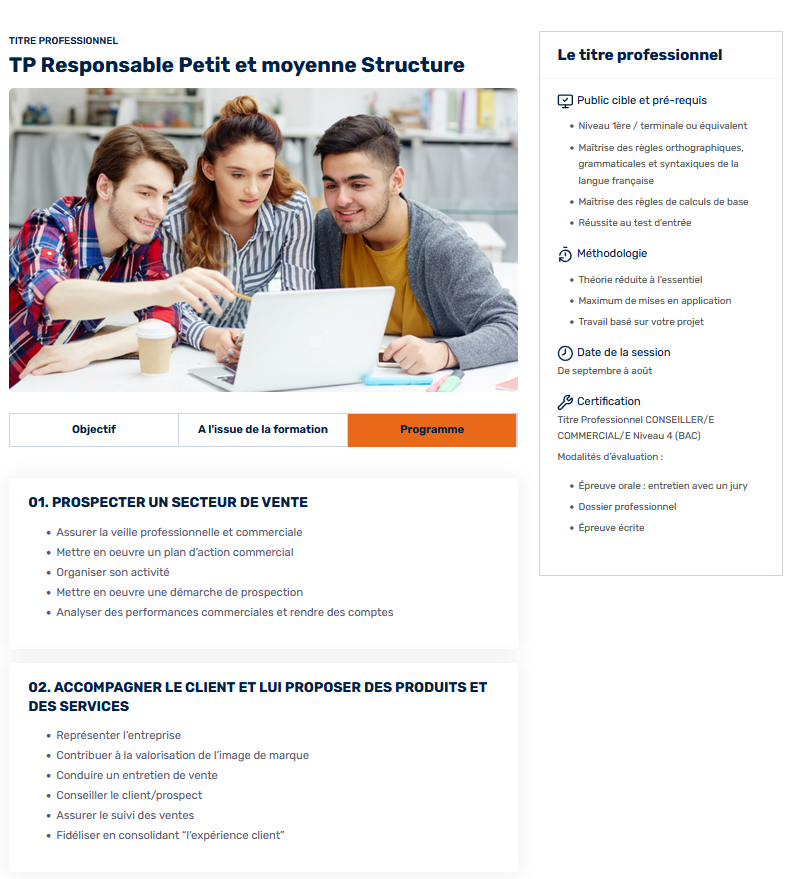 TITRE PROFESSIONNEL
TP Responsable Petit et moyenne Structure
Objectif
A l'issue de la formation
Programme
01. PROSPECTER UN SECTEUR DE VENTE
• Assurer la veille professionnelle et commerciale
• Mettre en oeuvre un plan d'action commercial
• Organiser son activité
• Mettre en oeuvre une démarche de prospection
• Analyser des performances commerciales et rendre des comptes
02. ACCOMPAGNER LE CLIENT ET LUI PROPOSER DES PRODUITS ET
DES SERVICES
• Représenter l'entreprise
• Contribuer à la valorisation de l'image de marque
• Conduire un entretien de vente
• Conseiller le client/prospect
• Assurer le suivi des ventes
• Fidéliser en consolidant "l'expérience client"
Le titre professionnel
Public cible et pré-requis
• Niveau 1ère / terminale ou équivalent
• Maîtrise des règles orthographiques,
grammaticales et syntaxiques de la
langue française
• Maîtrise des règles de calculs de base
• Réussite au test d'entrée
Méthodologie
• Théorie réduite à l'essentiel
• Maximum de mises en application
• Travail basé sur votre projet
Date de la session
De septembre à août
Certification
Titre Professionnel CONSEILLER/E
COMMERCIAL/E Niveau 4 (BAC)
Modalités d'évaluation :
• Épreuve orale : entretien avec un jury
• Dossier professionnel
• Épreuve écrite